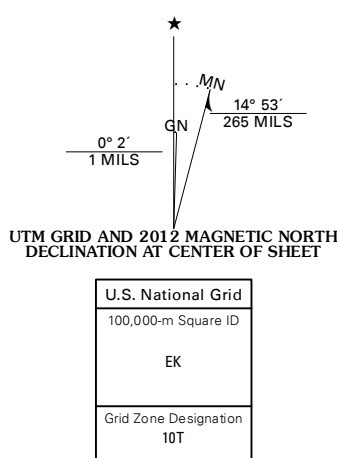 ★
MN
GN
14° 53´
265 MILS
0° 2´
1 MILS
UTM GRID AND 2012 MAGNETIC NORTH
DECLINATION AT CENTER OF SHEET
U.S. National Grid
100,000-m Square ID
EK
Grid Zone Designation
10T